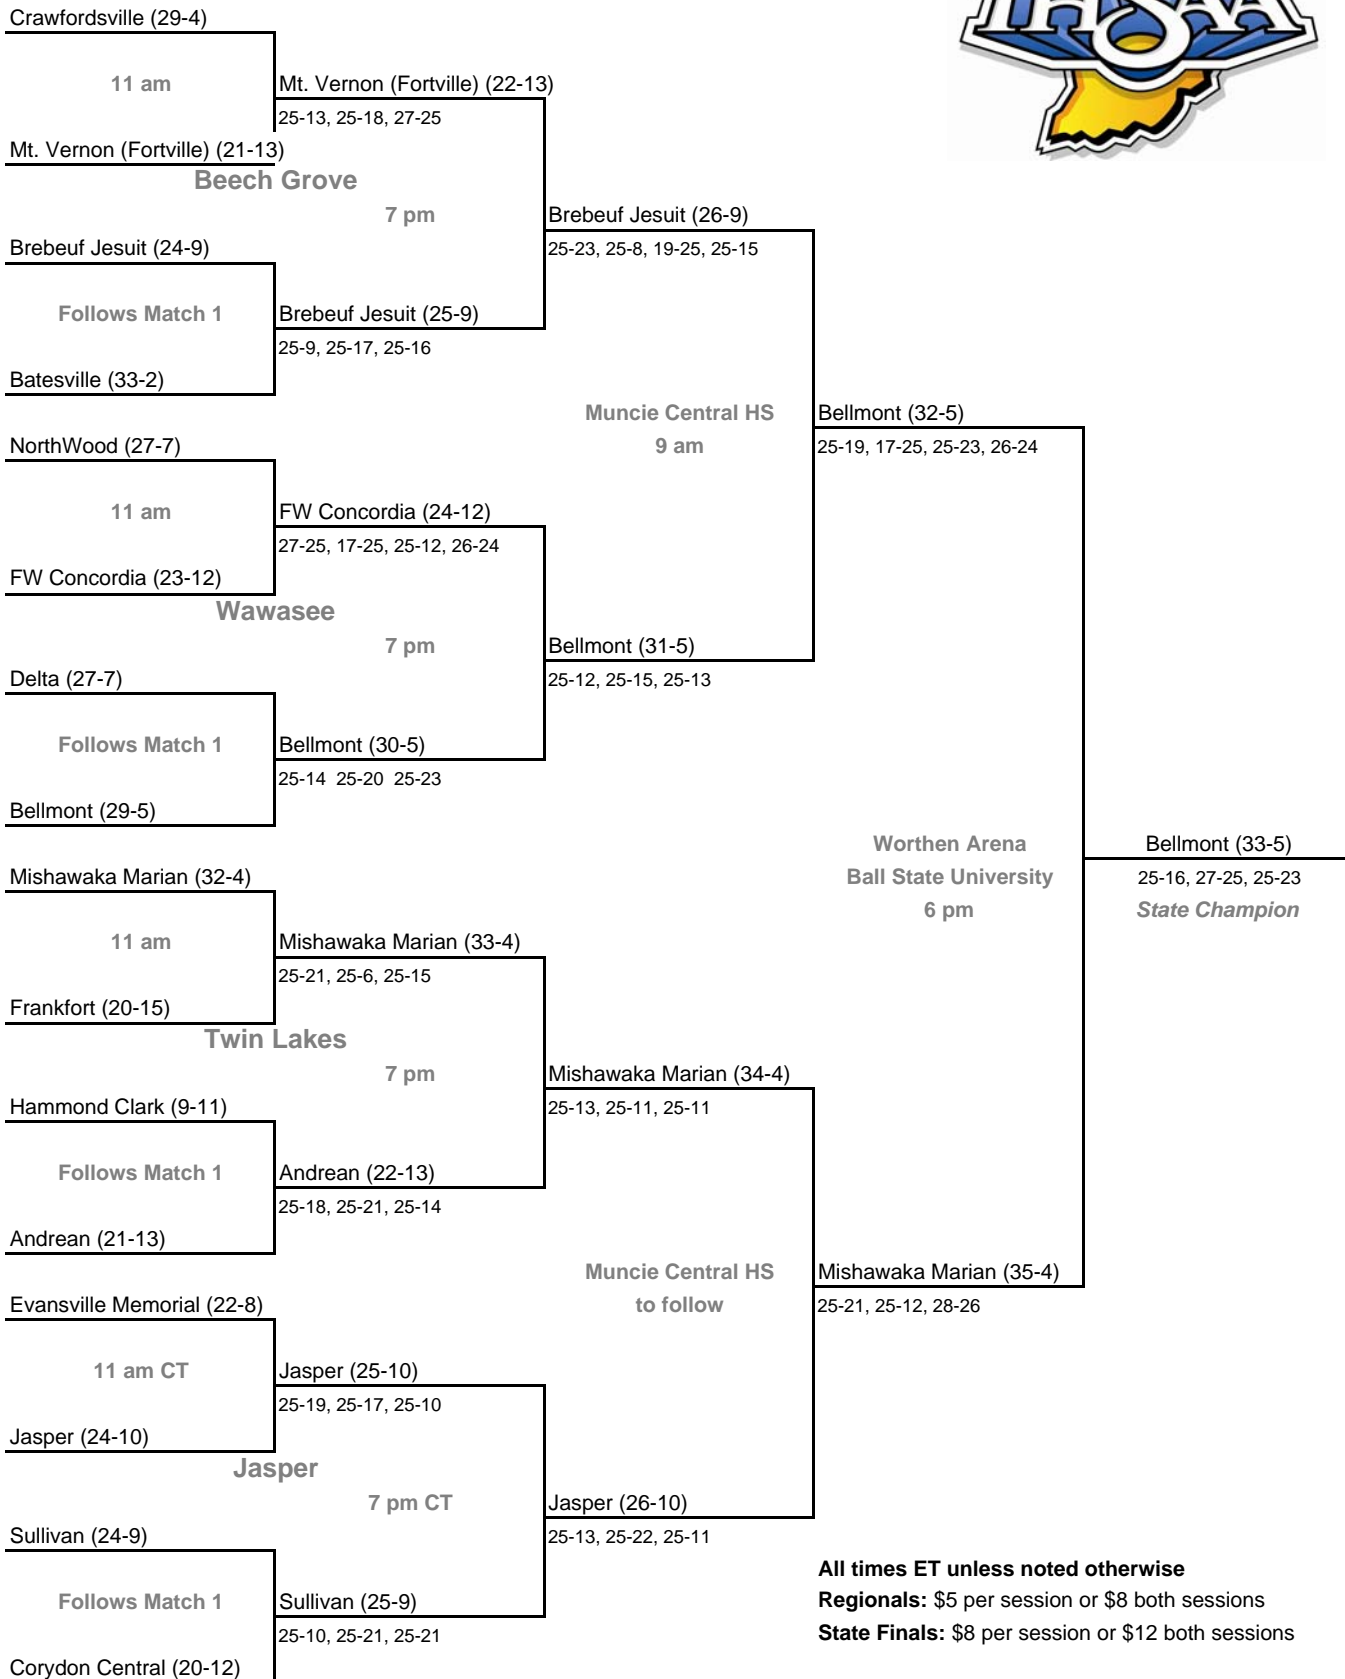 Crawfordsville (29-4)
IHSAA
11 am
Mt. Vernon (Fortville) (22-13)
25-13, 25-18, 27-25
Mt. Vernon (Fortville) (21-13)
Beech Grove
7 pm
Brebeuf Jesuit (26-9)
25-23, 25-8, 19-25, 25-15
Brebeuf Jesuit (24-9)
Follows Match 1
Brebeuf Jesuit (25-9)
25-9, 25-17, 25-16
Batesville (33-2)
Muncie Central HS
9 am
Bellmont (32-5)
25-19, 17-25, 25-23, 26-24
NorthWood (27-7)
11 am
FW Concordia (24-12)
27-25, 17-25, 25-12, 26-24
FW Concordia (23-12)
Wawasee
7 pm
Bellmont (31-5)
25-12, 25-15, 25-13
Delta (27-7)
Follows Match 1
Bellmont (30-5)
25-14 25-20 25-23
Bellmont (29-5)
Worthen Arena
Ball State University
6 pm
Bellmont (33-5)
25-16, 27-25, 25-23
State Champion
Mishawaka Marian (32-4)
11 am
Mishawaka Marian (33-4)
25-21, 25-6, 25-15
Frankfort (20-15)
Twin Lakes
7 pm
Mishawaka Marian (34-4)
25-13, 25-11, 25-11
Hammond Clark (9-11)
Follows Match 1
Andrean (22-13)
25-18, 25-21, 25-14
Andrean (21-13)
Muncie Central HS
to follow
Mishawaka Marian (35-4)
25-21, 25-12, 28-26
Evansville Memorial (22-8)
11 am CT
Jasper (25-10)
25-19, 25-17, 25-10
Jasper (24-10)
Jasper
7 pm CT
Jasper (26-10)
25-13, 25-22, 25-11
Sullivan (24-9)
Follows Match 1
Sullivan (25-9)
25-10, 25-21, 25-21
Corydon Central (20-12)
All times ET unless noted otherwise
Regionals: $5 per session or $8 both sessions
State Finals: $8 per session or $12 both sessions